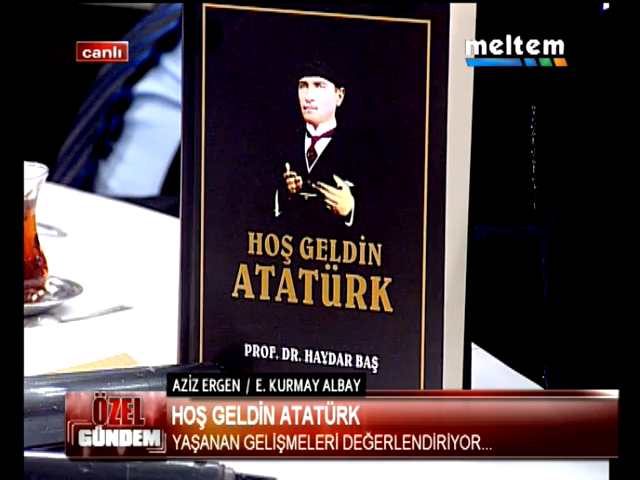 canlı
meltem
HOŞ GELDİN
ATATÜRK
PROF. DR. HAYDAR BAŞ
AZİZ ERGEN / E. KURMAY ALBAY
ÖZEL
GÜNDEM
HOŞ GELDİN ATATÜRK
YAŞANAN GELİŞMELERİ DEĞERLENDİRİYOR...